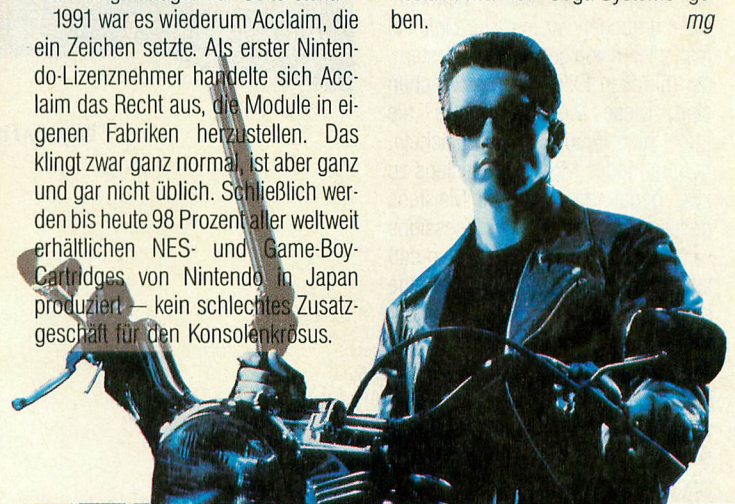 1991 war es wiederum Acclaim, die
ein Zeichen setzte. Als erster Ninten-
do-Lizenznehmer handelte sich Acc-
laim das Recht aus, die Module in ei-
genen Fabriken herzustellen. Das
klingt zwar ganz normal, ist aber ganz
und gar nicht üblich. Schließlich wer-
den bis heute 98 Prozent aller weltweit
erhältlichen NES- und Game-Boy-
Cartridges von Nintendo in Japan
produziert — kein schlechtes Zusatz-
geschäft für den Konsolenkrösus.
ben. mg